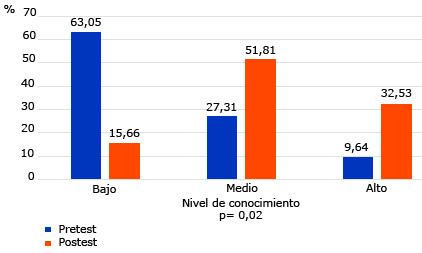 %
70
60
50
40
30
20
10
0
63,05
15,66
27,31
51,81
9,64
32,53
Bajo
Medio
Alto
Nivel de conocimiento
p= 0,02
Pretest
Postest